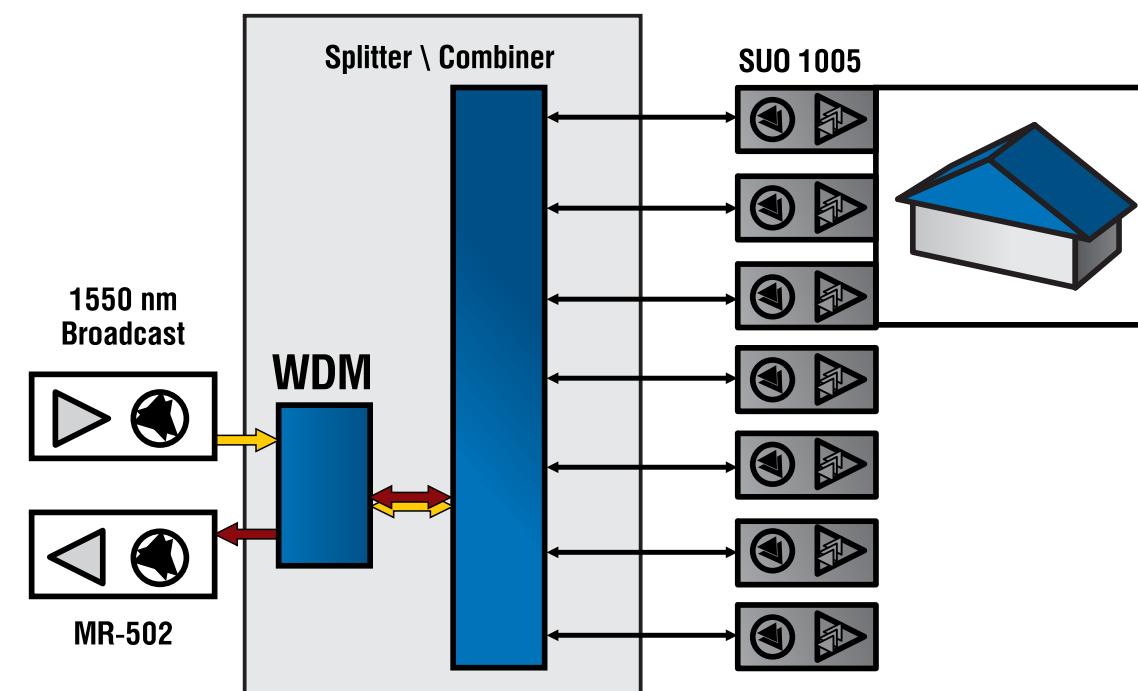 Splitter \ Combiner
SUO 1005
1550 nm
Broadcast
WDM
MR-502